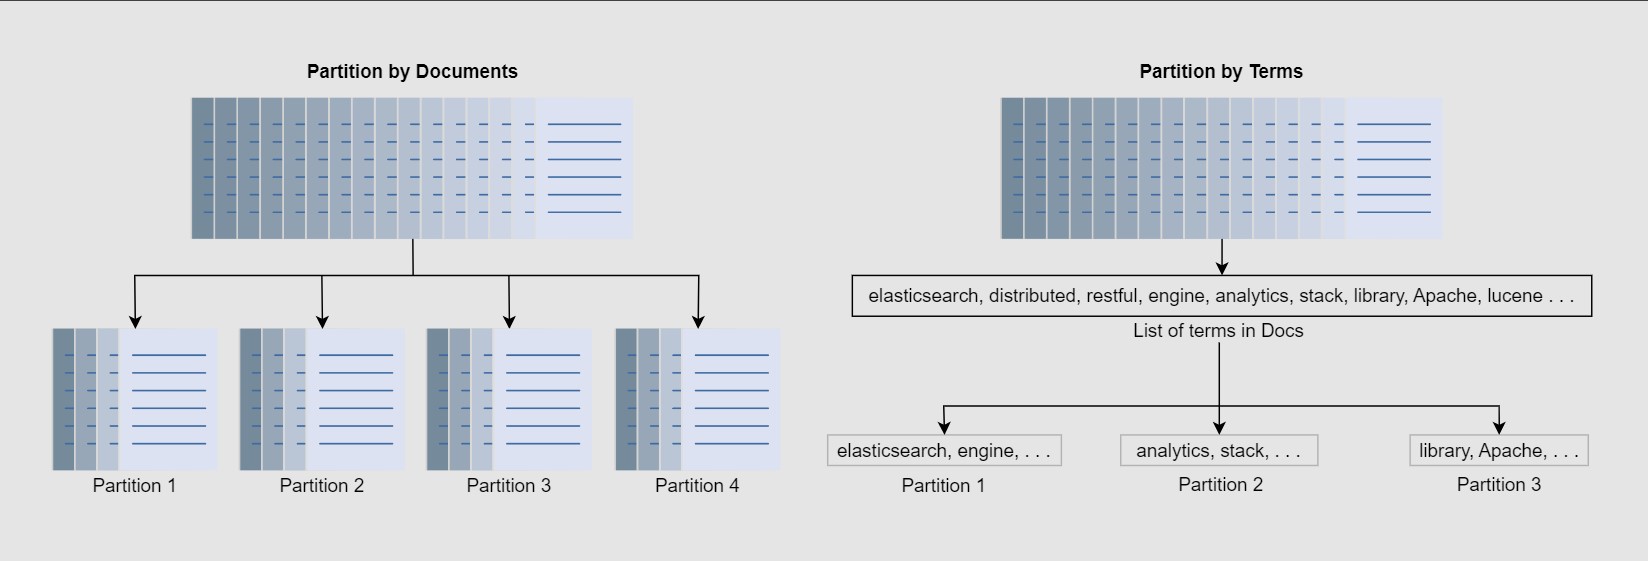 Partition by Documents
Partition 1
Partition 2
Partition 3
Partition 4
Partition by Terms
elasticsearch, distributed, restful, engine, analytics, stack, library, Apache, lucene . . .
List of terms in Docs
elasticsearch, engine, . . .
analytics, stack, . . .
library, Apache, . . .
Partition 1
Partition 2
Partition 3